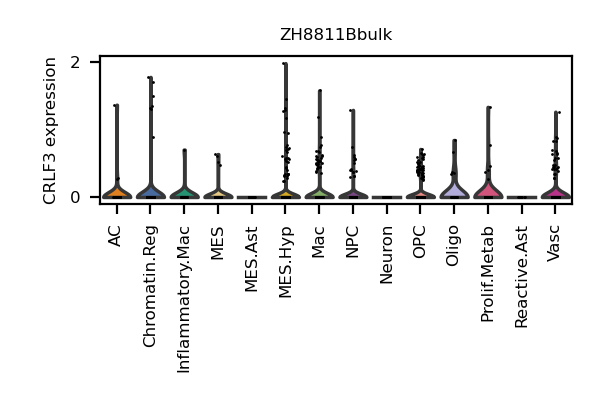 ZH8811Bbulk
CRLF3 expression
2
0
AC
Chromatin.Reg
Inflammatory.Mac
MES
MES.Ast
MES.Hyp
Mac
NPC
Neuron
OPC
Oligo
Prolif.Metab
Reactive.Ast
Vasc